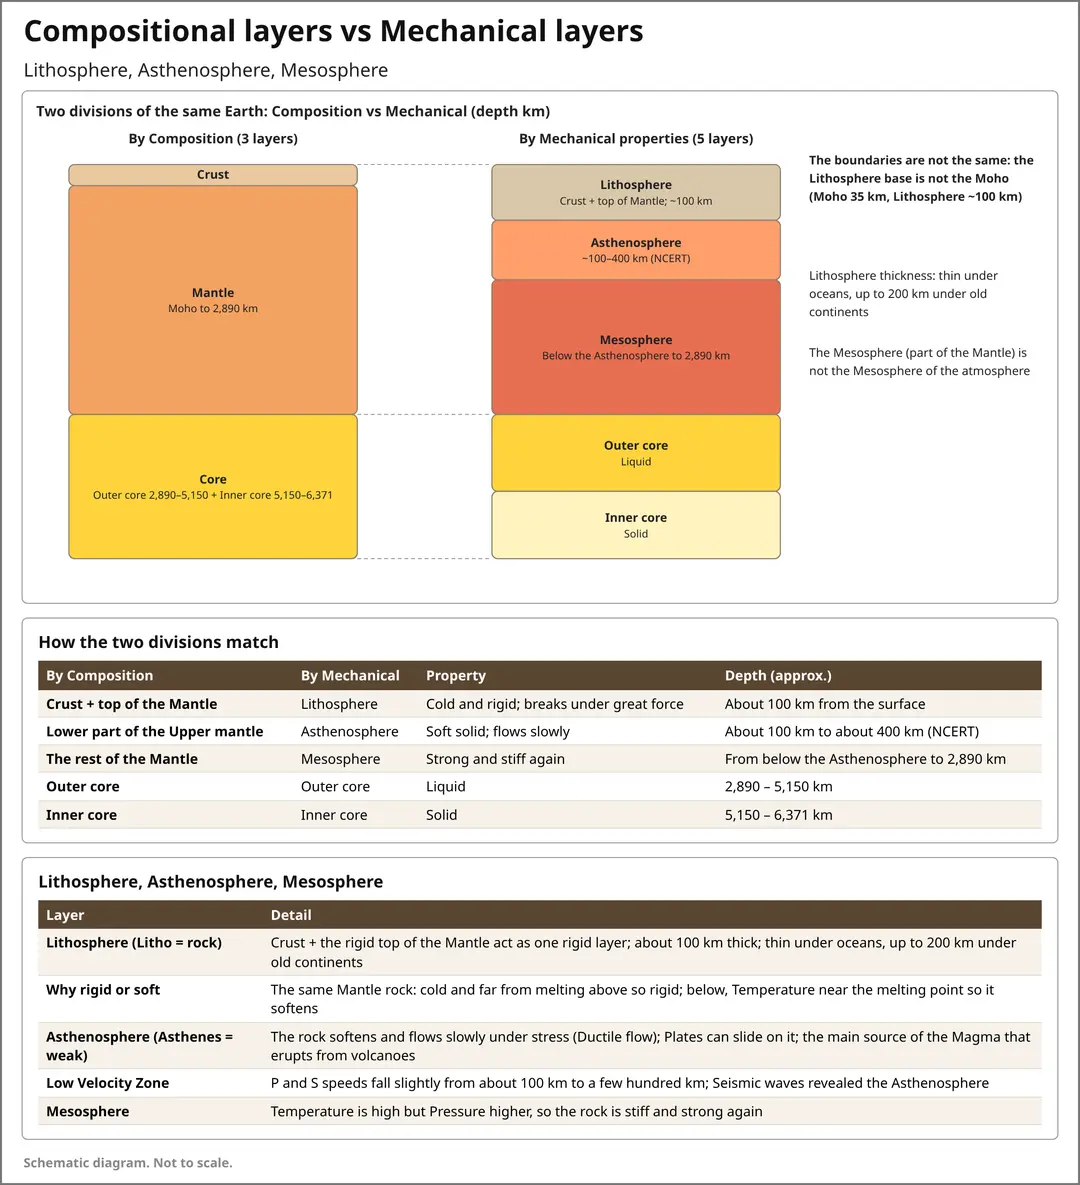 Compositional layers vs Mechanical layers
Lithosphere, Asthenosphere, Mesosphere
Two divisions of the same Earth: Composition vs Mechanical (depth km)
By Composition (3 layers)
Crust
Mantle
Moho to 2,890 km
Core
Outer core 2,890–5,150 + Inner core 5,150–6,371
By Mechanical properties (5 layers)
Lithosphere
Crust + top of Mantle; ~100 km
Asthenosphere
~100–400 km (NCERT)
Mesosphere
Below the Asthenosphere to 2,890 km
Outer core
Liquid
Inner core
Solid
The boundaries are not the same: the
Lithosphere base is not the Moho
(Moho 35 km, Lithosphere ~100 km)
Lithosphere thickness: thin under
oceans, up to 200 km under old
continents
The Mesosphere (part of the Mantle) is
not the Mesosphere of the atmosphere
How the two divisions match
By Composition By Mechanical Property Depth (approx.)
Crust + top of the Mantle Lithosphere Cold and rigid; breaks under great force About 100 km from the surface
Lower part of the Upper mantle Asthenosphere Soft solid; flows slowly About 100 km to about 400 km (NCERT)
The rest of the Mantle Mesosphere Strong and stiff again From below the Asthenosphere to 2,890 km
Outer core Outer core Liquid 2,890 – 5,150 km
Inner core Inner core Solid 5,150 – 6,371 km
Lithosphere, Asthenosphere, Mesosphere
Layer Detail
Lithosphere (Litho = rock) Crust + the rigid top of the Mantle act as one rigid layer; about 100 km thick; thin under oceans, up to 200 km under
old continents
Why rigid or soft The same Mantle rock: cold and far from melting above so rigid; below, Temperature near the melting point so it
softens
Asthenosphere (Asthenes = The rock softens and flows slowly under stress (Ductile flow); Plates can slide on it; the main source of the Magma that
weak) erupts from volcanoes
Low Velocity Zone P and S speeds fall slightly from about 100 km to a few hundred km; Seismic waves revealed the Asthenosphere
Mesosphere Temperature is high but Pressure higher, so the rock is stiff and strong again
Schematic diagram. Not to scale.